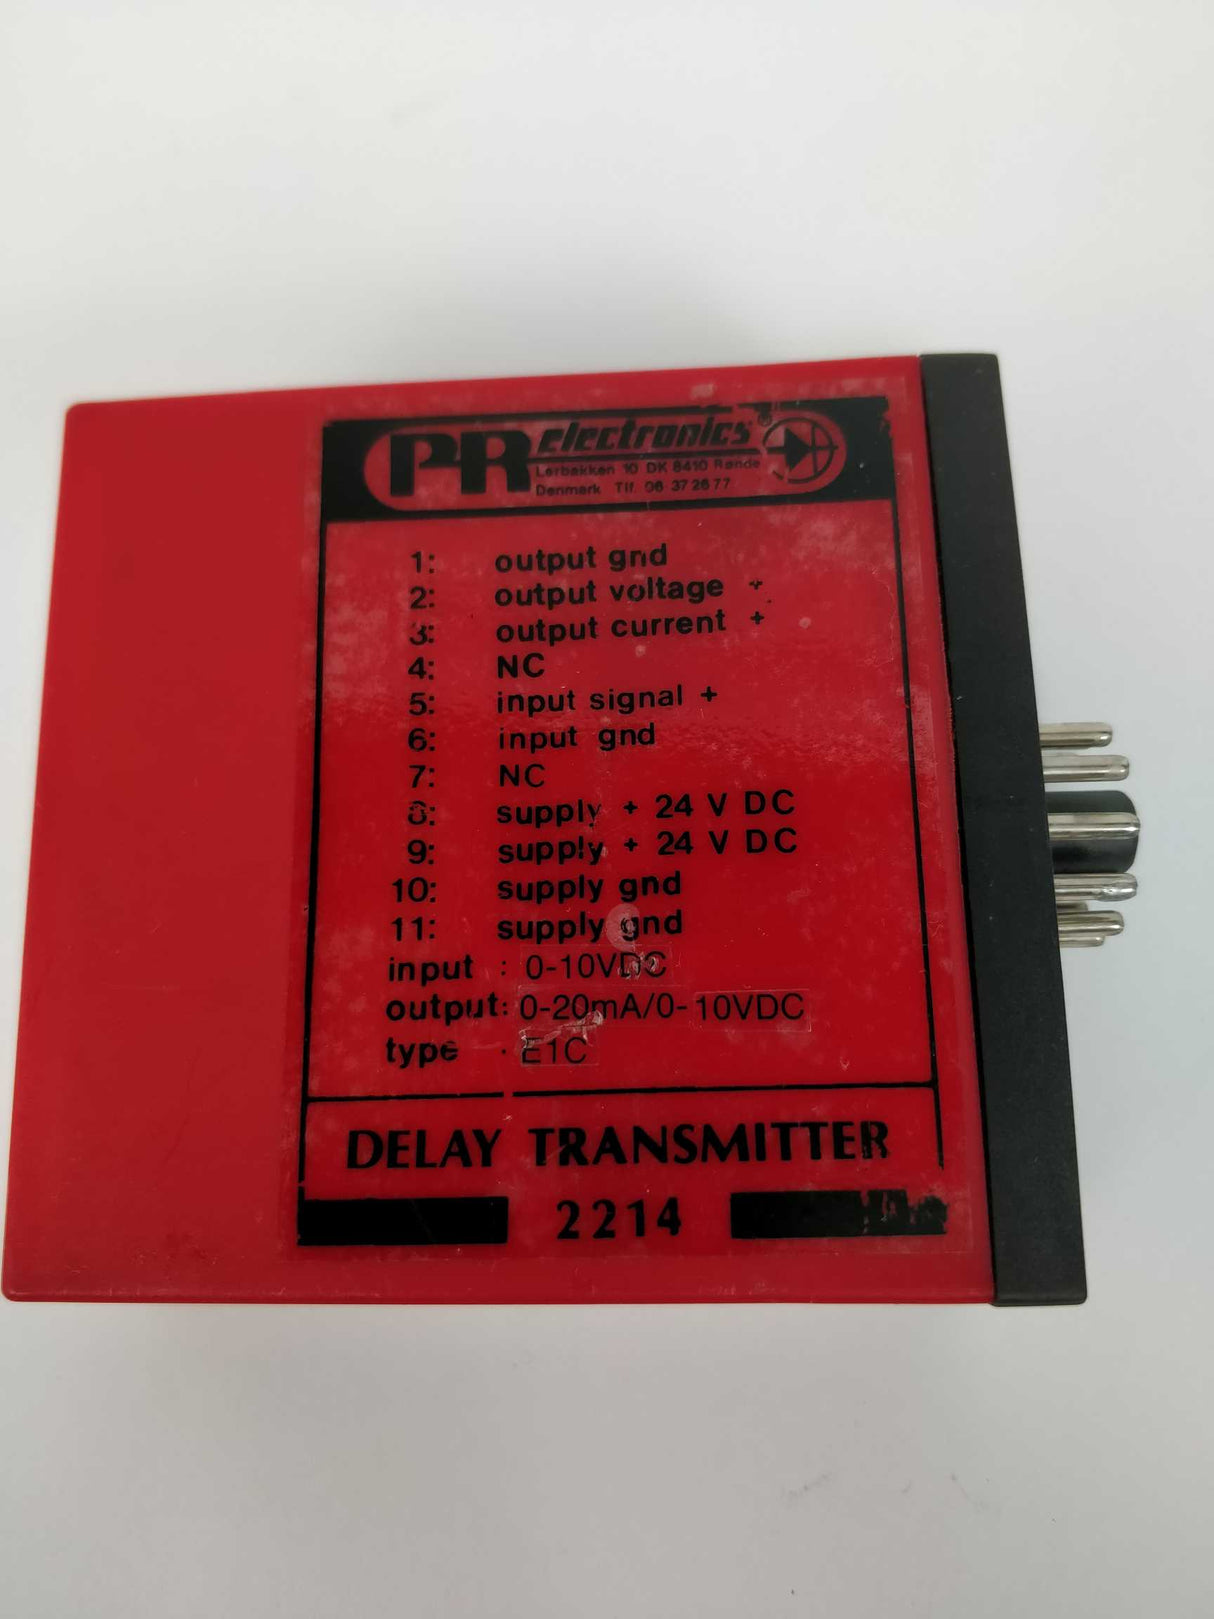 PR electronics ®
Lerbakken 10 DK 8410 Rønde
Denmark Tlf. 06 37 26 77
1: output gnd
2: output voltage +
3: output current +
4: NC
5: input signal +
6: input gnd
7: NC
8: supply + 24 V DC
9: supply + 24 V DC
10: supply gnd
11: supply gnd
input : 0-10VDC
output: 0-20mA/0-10VDC
type : E1C
DELAY TRANSMITTER
2214